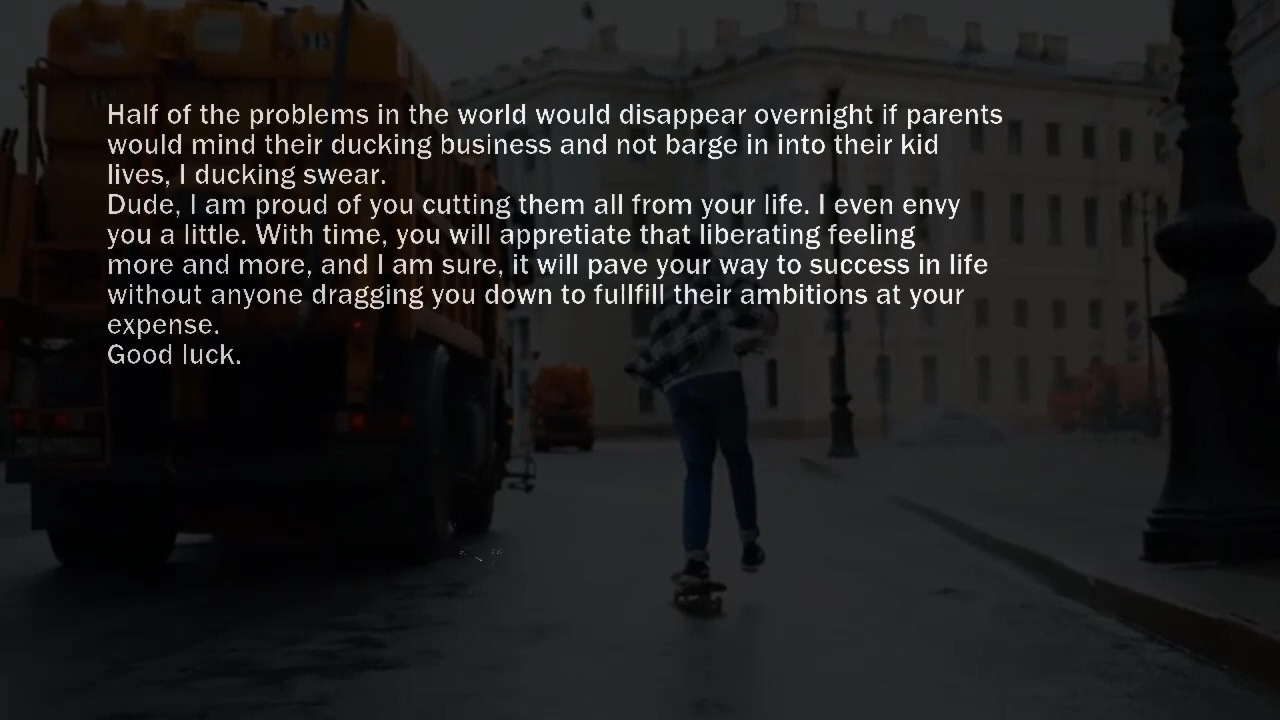 Half of the problems in the world would disappear overnight if parents
would mind their ducking business and not barge in into their kid
lives, I ducking swear.
Dude, I am proud of you cutting them all from your life. I even envy
you a little. With time, you will appretiate that liberating feeling
more and more, and I am sure, it will pave your way to success in life
without anyone dragging you down to fullfill their ambitions at your
expense.
Good luck.